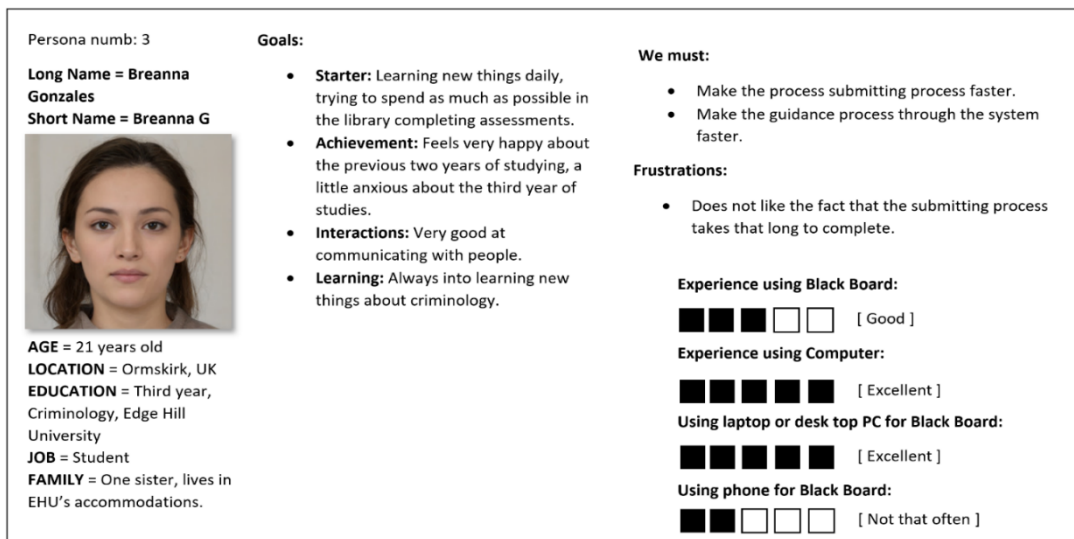 Persona numb: 3
Long Name = Breanna
Gonzales
Short Name = Breanna G
AGE = 21 years old
LOCATION = Ormskirk, UK
EDUCATION = Third year,
Criminology, Edge Hill
University
JOB = Student
FAMILY = One sister, lives in
EHU's accommodations.
Goals:
• Starter: Learning new things daily,
trying to spend as much as possible in
the library completing assessments.
• Achievement: Feels very happy about
the previous two years of studying, a
little anxious about the third year of
studies.
• Interactions: Very good at
communicating with people.
• Learning: Always into learning new
things about criminology.
We must:
• Make the process submitting process faster.
• Make the guidance process through the system
faster.
Frustrations:
• Does not like the fact that the submitting process
takes that long to complete.
Experience using Black Board:
[ Good ]
Experience using Computer:
[ Excellent ]
Using laptop or desk top PC for Black Board:
[ Excellent ]
Using phone for Black Board:
[ Not that often ]